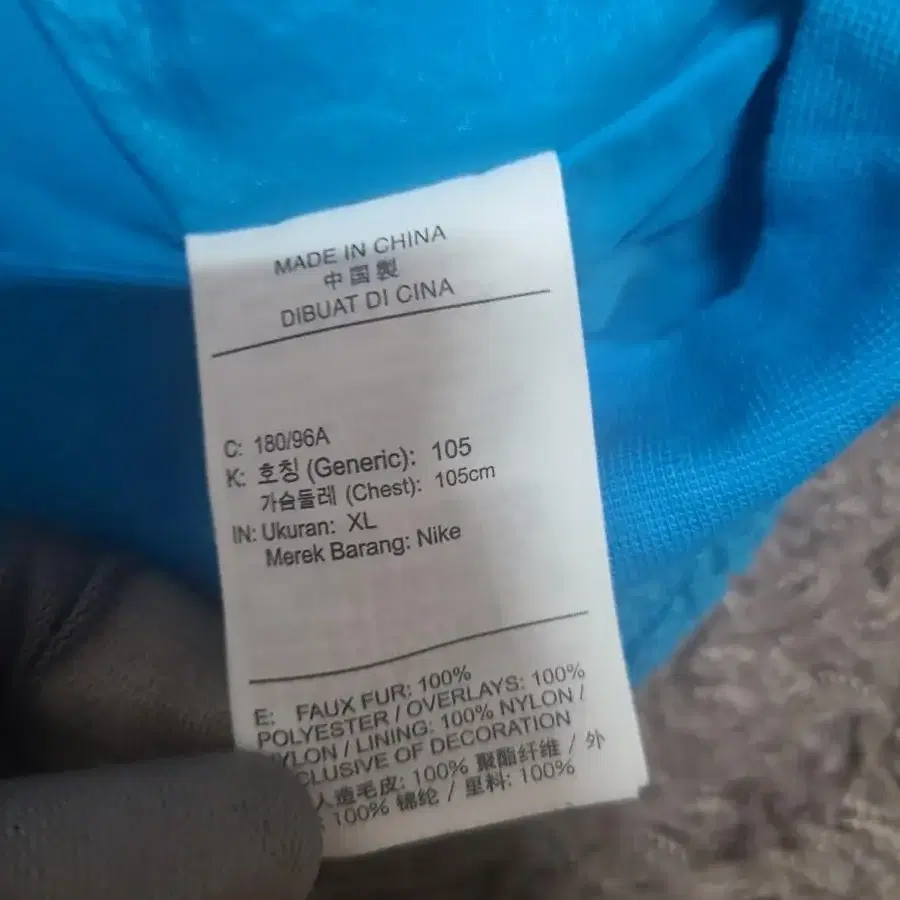 MADE IN CHINA
中国製
DIBUAT DI CINA
C: 180/96A
K: 호칭 (Generic): 105
가슴둘레 (Chest): 105cm
IN: Ukuran: XL
Merek Barang: Nike
E: FAUX FUR: 100%
POLYESTER / OVERLAYS: 100%
/ LINING: 100% NYLON /
OF DECORATION
人造毛皮: 100% 聚酯纤维 / 外
100% 锦纶 / 里料: 100%